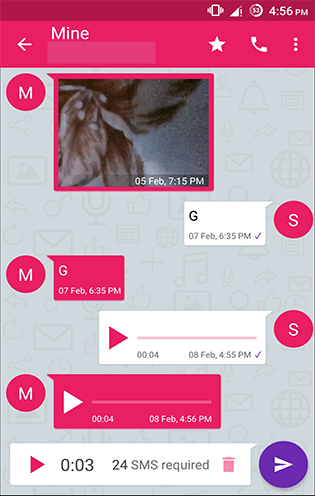 53
4:56 PM
Mine
M
05 Feb, 7:15 PM
G
07 Feb, 6:35 PM
S
M
G
07 Feb, 6:35 PM
S
00:04 08 Feb, 4:55 PM
M
00:04 08 Feb, 4:56 PM
0:03 24 SMS required